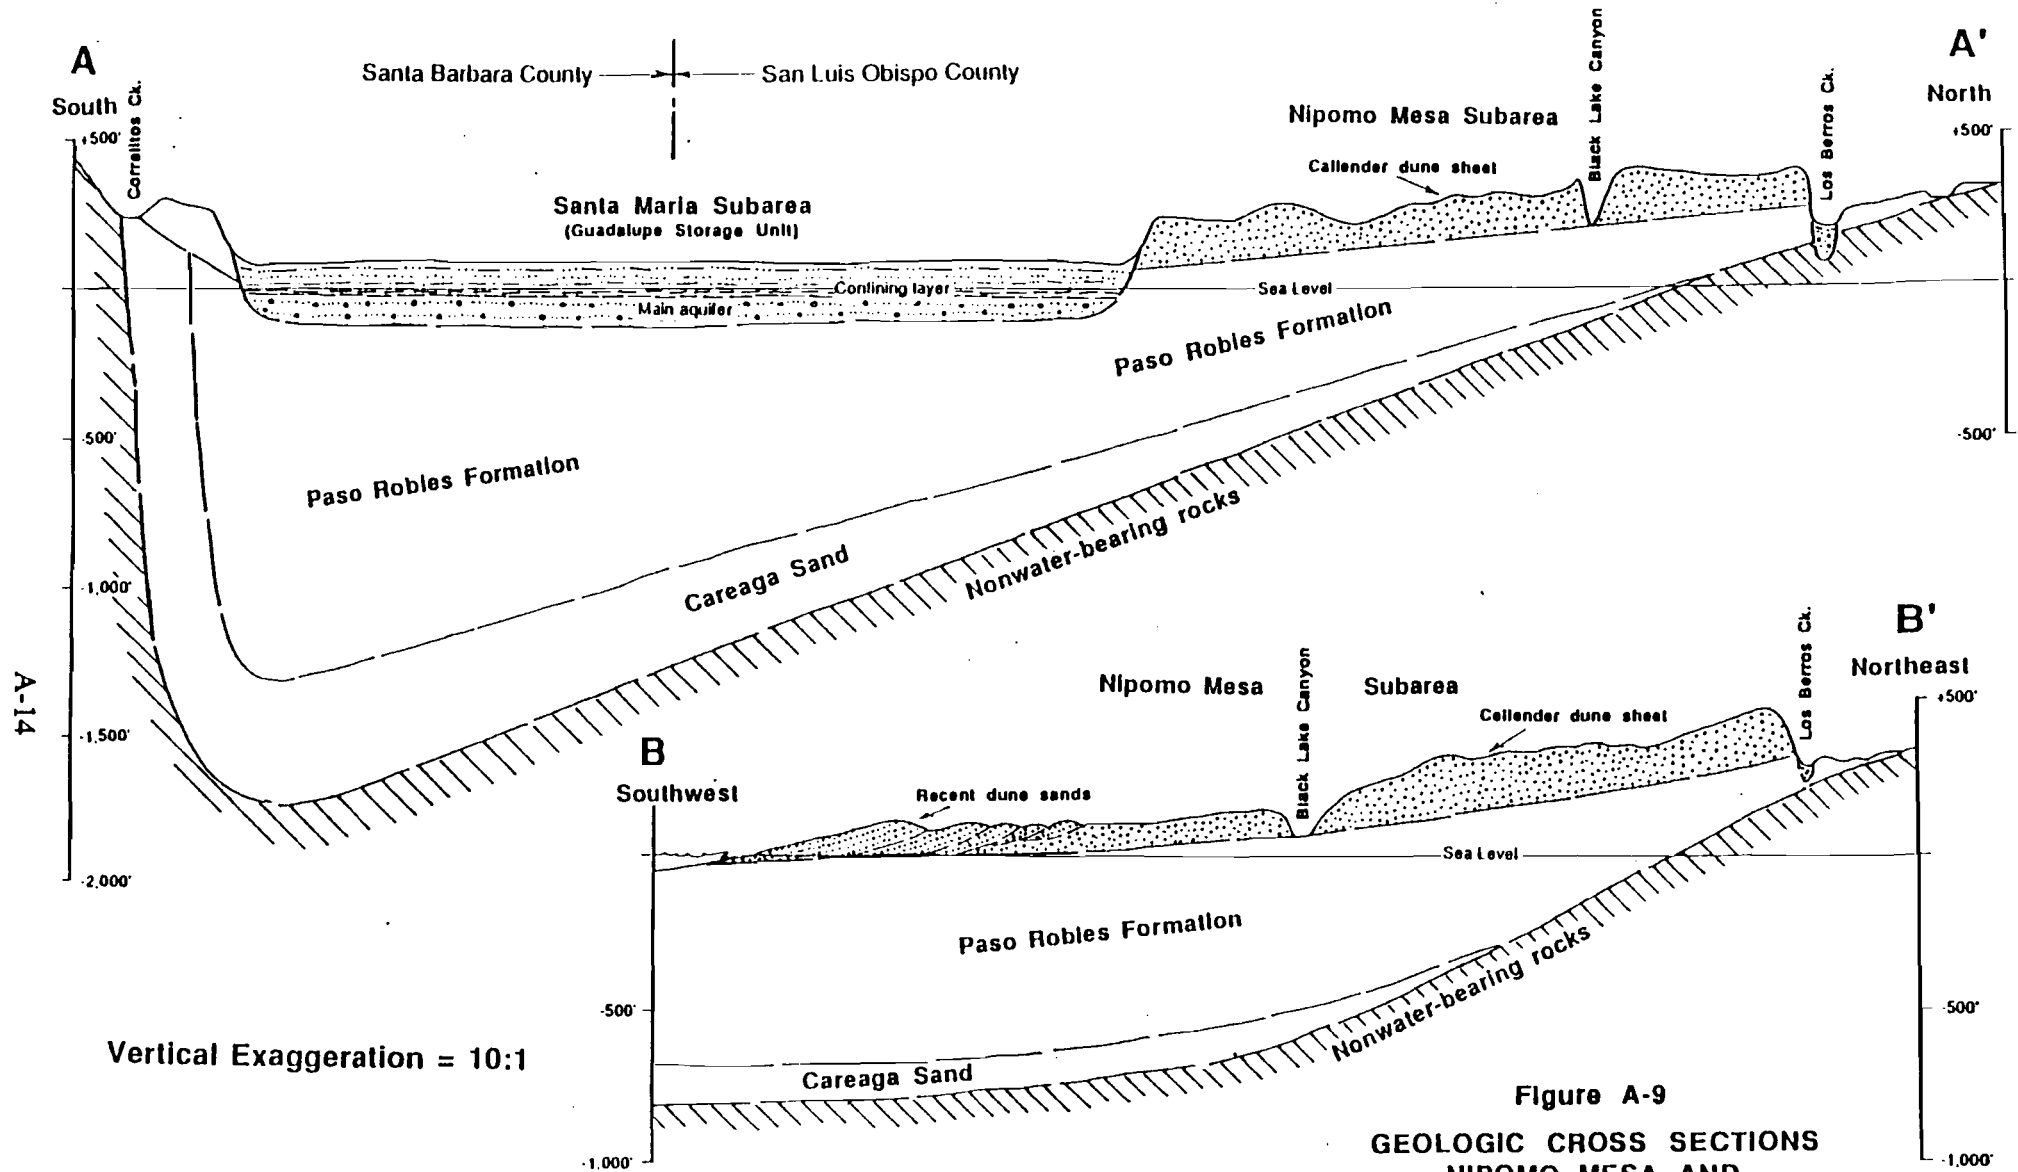 A
South
Corralitos Ck.
Santa Barbara County
San Luis Obispo County
Black Lake Canyon
Los Berros Ck.
A'
North
+500'
+500'
Nipomo Mesa Subarea
Callender dune sheet
Santa Maria Subarea
(Guadalupe Storage Unit)
Confining layer
Sea Level
Main aquifer
Paso Robles Formation
-500'
-500'
Paso Robles Formation
Careaga Sand
Nonwater-bearing rocks
-1,000'
-1,500'
-2,000'
A-14
B'
Northeast
Nipomo Mesa
Subarea
Black Lake Canyon
Los Berros Ck.
+500'
Callender dune sheet
B
Southwest
Recent dune sands
Sea Level
Paso Robles Formation
Nonwater-bearing rocks
-500'
-500'
Careaga Sand
-1,000'
-1,000'
Vertical Exaggeration = 10:1
Figure A-9
GEOLOGIC CROSS SECTIONS
NIPOMO MESA AND